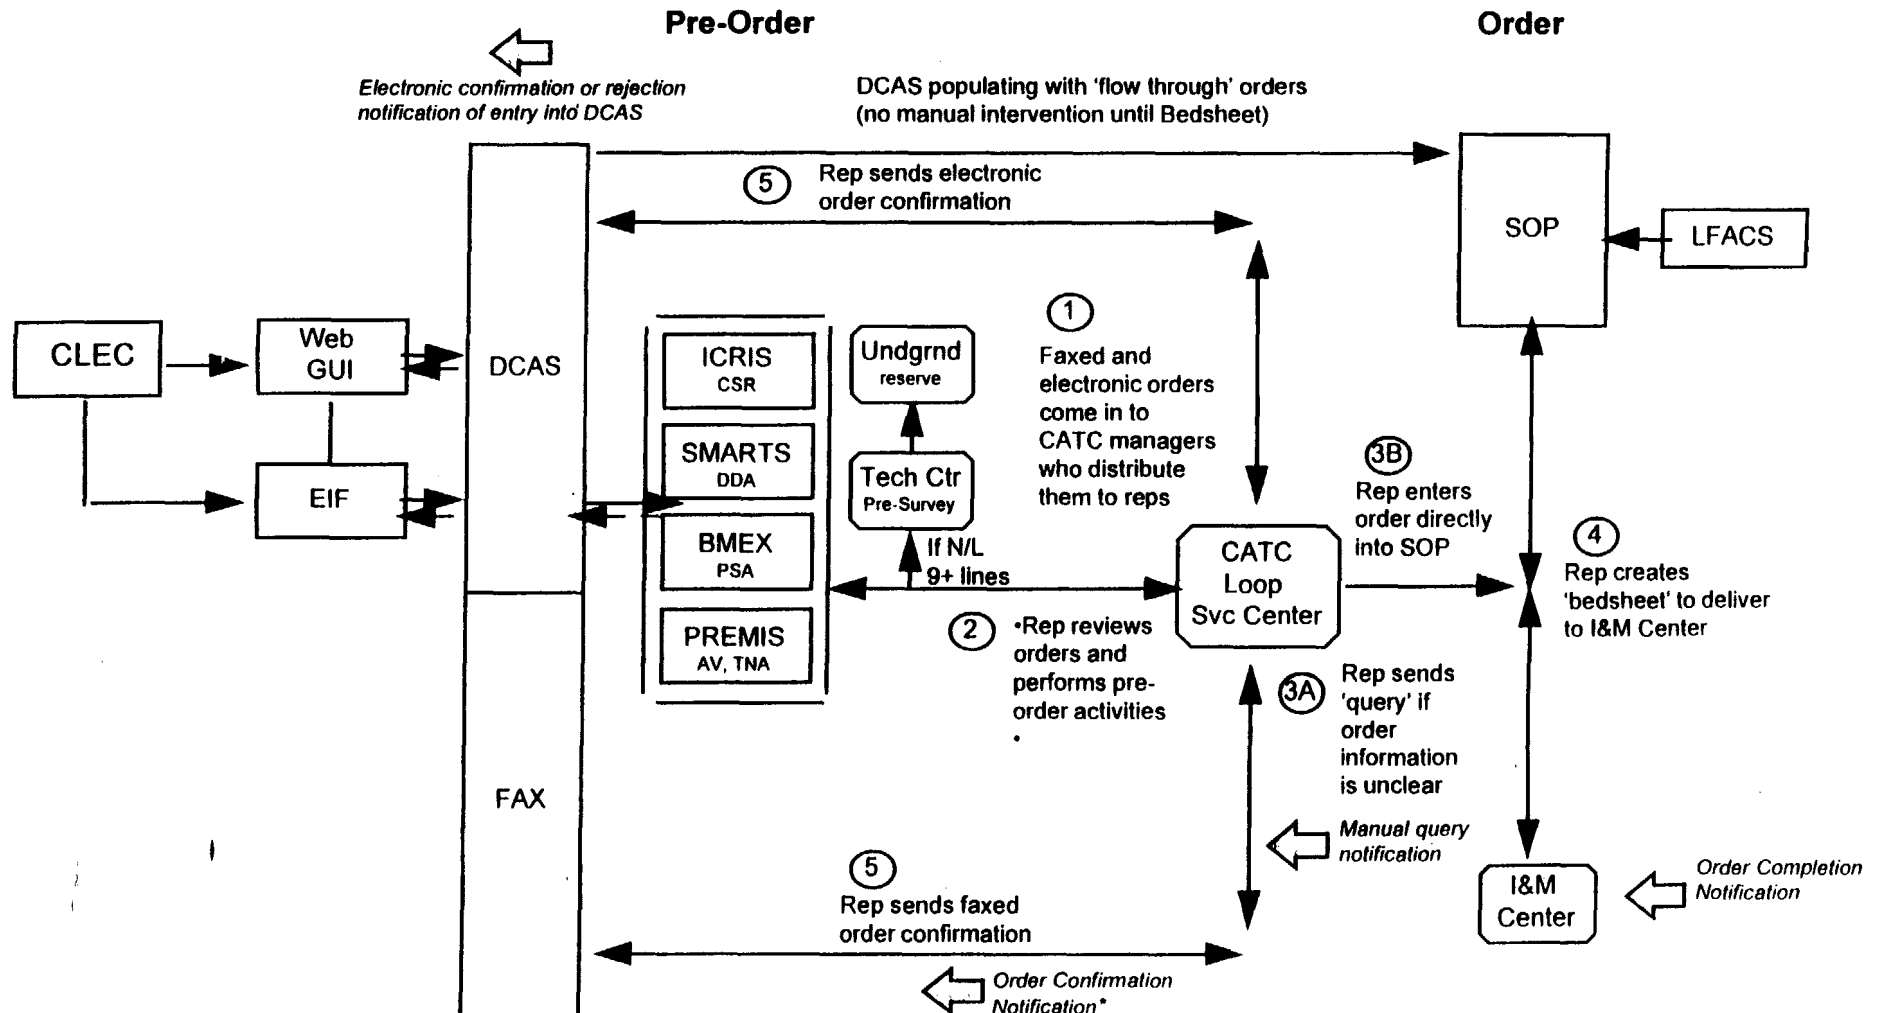 Pre-Order
Order
Electronic confirmation or rejection
notification of entry into DCAS
DCAS populating with 'flow through' orders
(no manual intervention until Bedsheet)
5
Rep sends electronic
order confirmation
SOP
LFACS
CLEC
Web
GUI
EIF
DCAS
FAX
ICRIS
CSR
SMARTS
DDA
BMEX
PSA
PREMIS
AV, TNA
Undgrnd
reserve
Tech Ctr
Pre-Survey
If N/L
9+ lines
1
Faxed and
electronic orders
come in to
CATC managers
who distribute
them to reps
2
•Rep reviews
orders and
performs pre-
order activities
•
CATC
Loop
Svc Center
3B
Rep enters
order directly
into SOP
4
Rep creates
'bedsheet' to deliver
to I&M Center
3A
Rep sends
'query' if
order
information
is unclear
Manual query
notification
5
Rep sends faxed
order confirmation
Order Confirmation
Notification*
I&M
Center
Order Completion
Notification